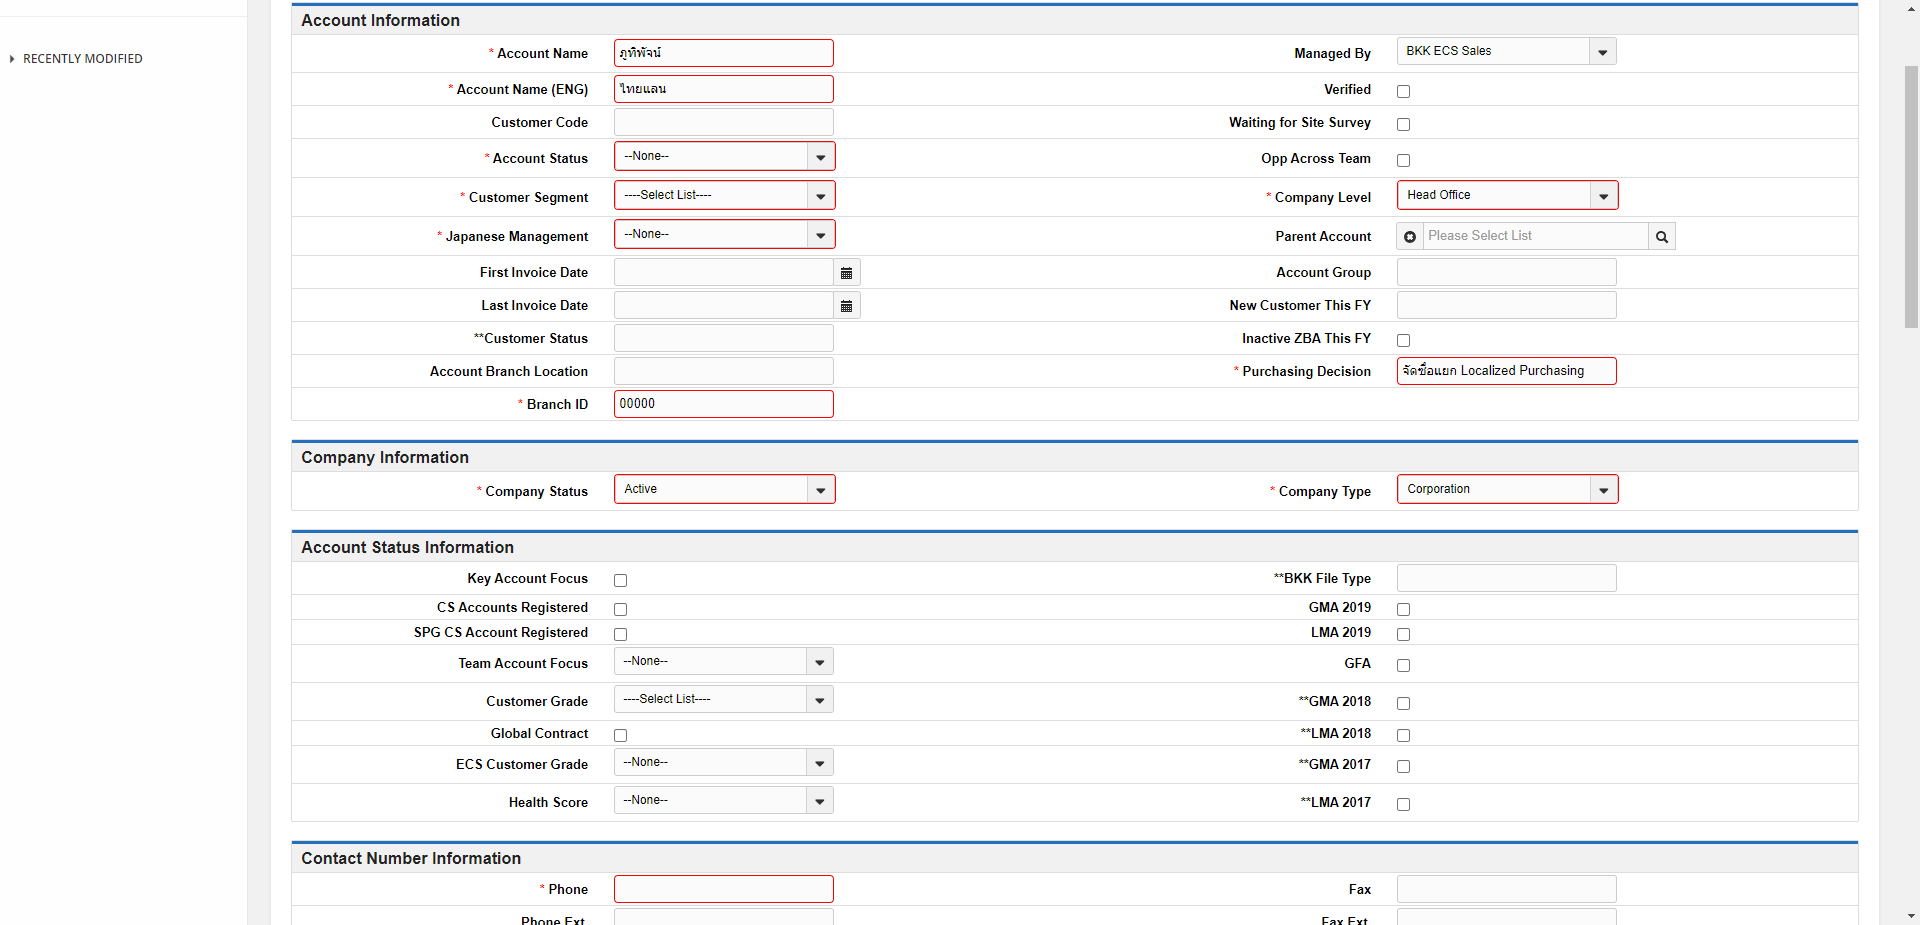 RECENTLY MODIFIED
Account Information
* Account Name ภูทิพัจน์ Managed By BKK ECS Sales
* Account Name (ENG) ไทยแลน Verified
Customer Code Waiting for Site Survey
* Account Status --None-- Opp Across Team
* Customer Segment ----Select List---- * Company Level Head Office
* Japanese Management --None-- Parent Account Please Select List
First Invoice Date Account Group
Last Invoice Date New Customer This FY
**Customer Status Inactive ZBA This FY
Account Branch Location * Purchasing Decision จัดซื้อแยก Localized Purchasing
* Branch ID 00000
Company Information
* Company Status Active * Company Type Corporation
Account Status Information
Key Account Focus **BKK File Type
CS Accounts Registered GMA 2019
SPG CS Account Registered LMA 2019
Team Account Focus --None-- GFA
Customer Grade ----Select List---- **GMA 2018
Global Contract **LMA 2018
ECS Customer Grade --None-- **GMA 2017
Health Score --None-- **LMA 2017
Contact Number Information
* Phone Fax
Phone Ext. Fax Ext.